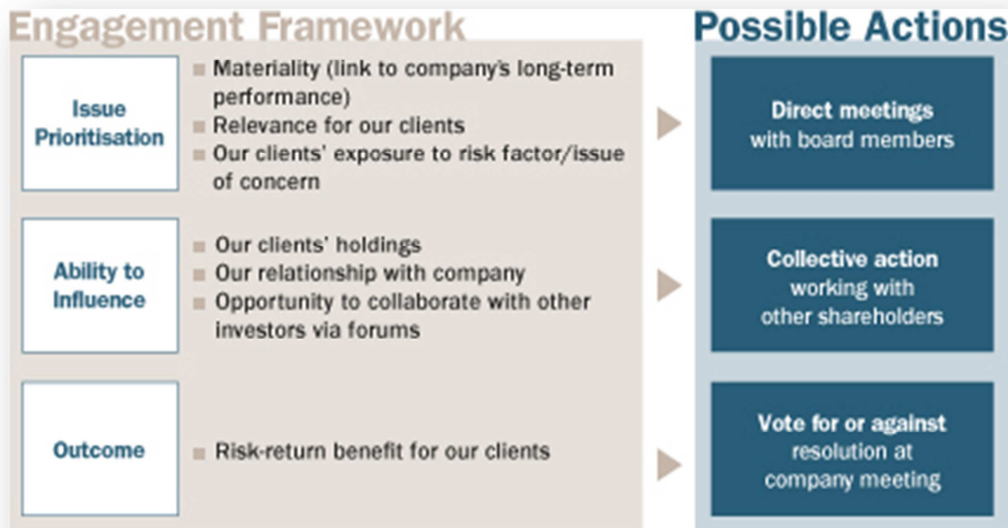 Engagement Framework
Issue
Prioritisation
Materiality (link to company's long-term
performance)
Relevance for our clients
Our clients' exposure to risk factor/issue
of concern
Ability to
Influence
Our clients' holdings
Our relationship with company
Opportunity to collaborate with other
investors via forums
Outcome
Risk-return benefit for our clients
Possible Actions
Direct meetings
with board members
Collective action
working with
other shareholders
Vote for or against
resolution at
company meeting